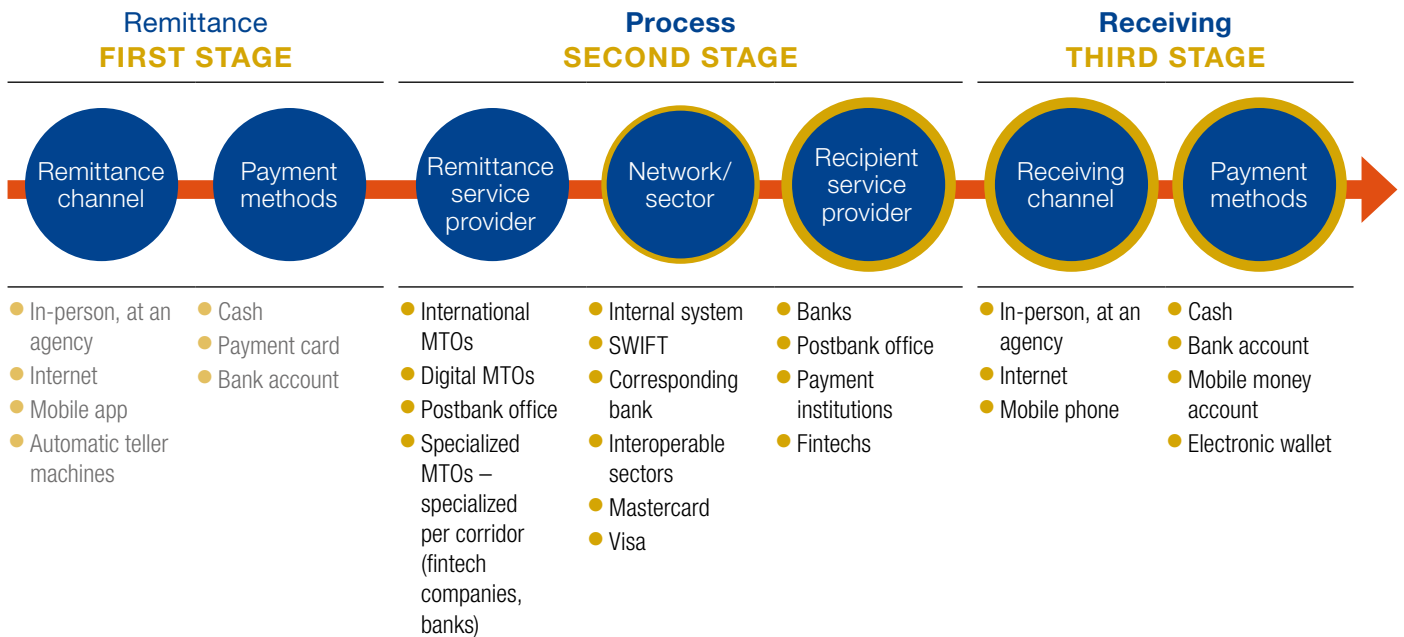 Remittance
FIRST STAGE
Process
SECOND STAGE
Receiving
THIRD STAGE
Remittance
channel
Payment
methods
Remittance
service
provider
Network/
sector
Recipient
service
provider
Receiving
channel
Payment
methods
In-person, at an
agency
Internet
Mobile app
Automatic teller
machines
Cash
Payment card
Bank account
International
MTOs
Digital MTOs
Postbank office
Specialized
MTOs –
specialized
per corridor
(fintech
companies,
banks)
Internal system
SWIFT
Corresponding
bank
Interoperable
sectors
Mastercard
Visa
Banks
Postbank office
Payment
institutions
Fintechs
In-person, at an
agency
Internet
Mobile phone
Cash
Bank account
Mobile money
account
Electronic wallet